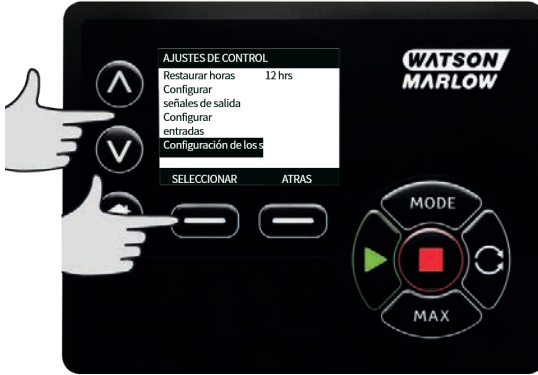 AJUSTES DE CONTROL
Restaurar horas 12 hrs
Configurar
señales de salida
Configurar
entradas
Configuración de los s
SELECCIONAR ATRAS
WATSON
MARLOW
MODE
MAX